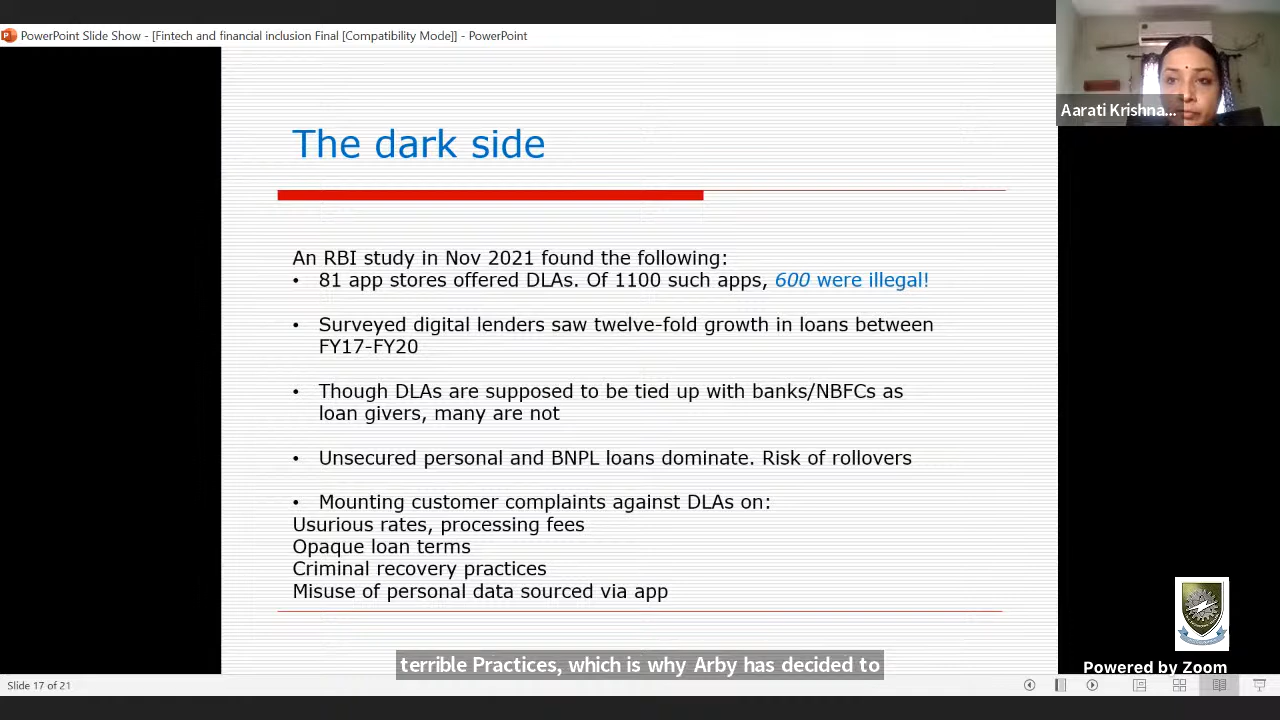 PowerPoint Slide Show - [Fintech and financial inclusion Final [Compatibility Mode]] - PowerPoint
Aarati Krishna...
The dark side
An RBI study in Nov 2021 found the following:
• 81 app stores offered DLAs. Of 1100 such apps, 600 were illegal!
• Surveyed digital lenders saw twelve-fold growth in loans between
FY17-FY20
• Though DLAs are supposed to be tied up with banks/NBFCs as
loan givers, many are not
• Unsecured personal and BNPL loans dominate. Risk of rollovers
• Mounting customer complaints against DLAs on:
Usurious rates, processing fees
Opaque loan terms
Criminal recovery practices
Misuse of personal data sourced via app
terrible Practices, which is why Arby has decided to
Powered by Zoom
Slide 17 of 21